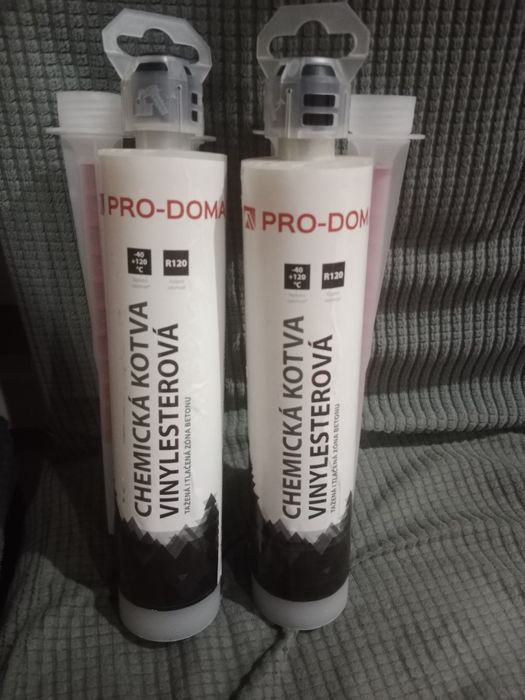 PRO-DOMA
-40
+120
°C
R120
CHEMICKÁ KOTVA
VINYLESTEROVÁ
TAŽENÁ I TLAČENÁ ZÓNA BETONU
PRO-DOM
-40
+120
°C
R120
CHEMICKÁ KOTVA
VINYLESTEROVÁ
TAŽENÁ I TLAČENÁ ZÓNA BETONU